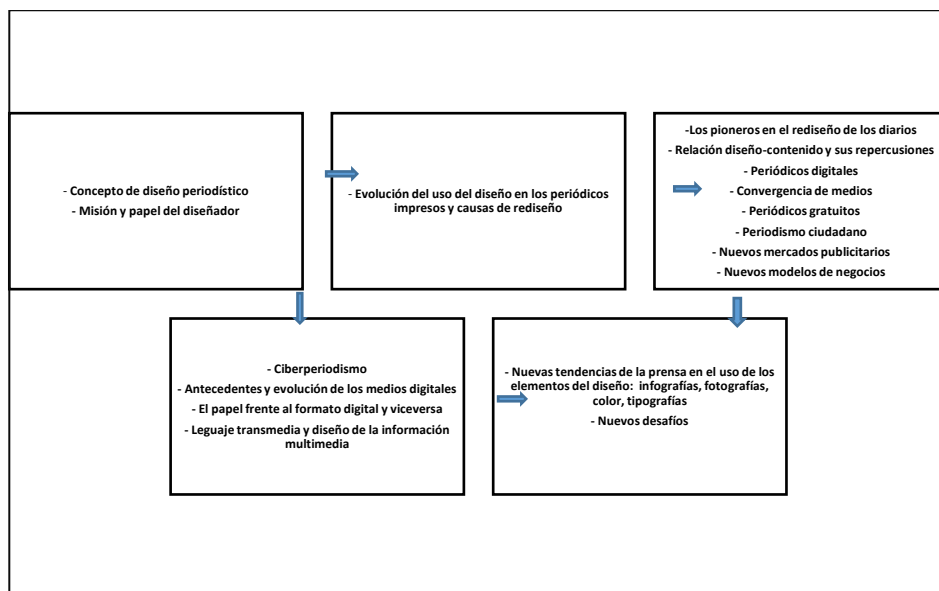 - Concepto de diseño periodístico
- Misión y papel del diseñador
- Evolución del uso del diseño en los periódicos
impresos y causas de rediseño
-Los pioneros en el rediseño de los diarios
- Relación diseño-contenido y sus repercusiones
- Periódicos digitales
- Convergencia de medios
- Periódicos gratuitos
- Periodismo ciudadano
- Nuevos mercados publicitarios
- Nuevos modelos de negocios
- Ciberperiodismo
- Antecedentes y evolución de los medios digitales
- El papel frente al formato digital y viceversa
- Leguaje transmedia y diseño de la información
multimedia
- Nuevas tendencias de la prensa en el uso de los
elementos del diseño: infografías, fotografías,
color, tipografías
- Nuevos desafíos